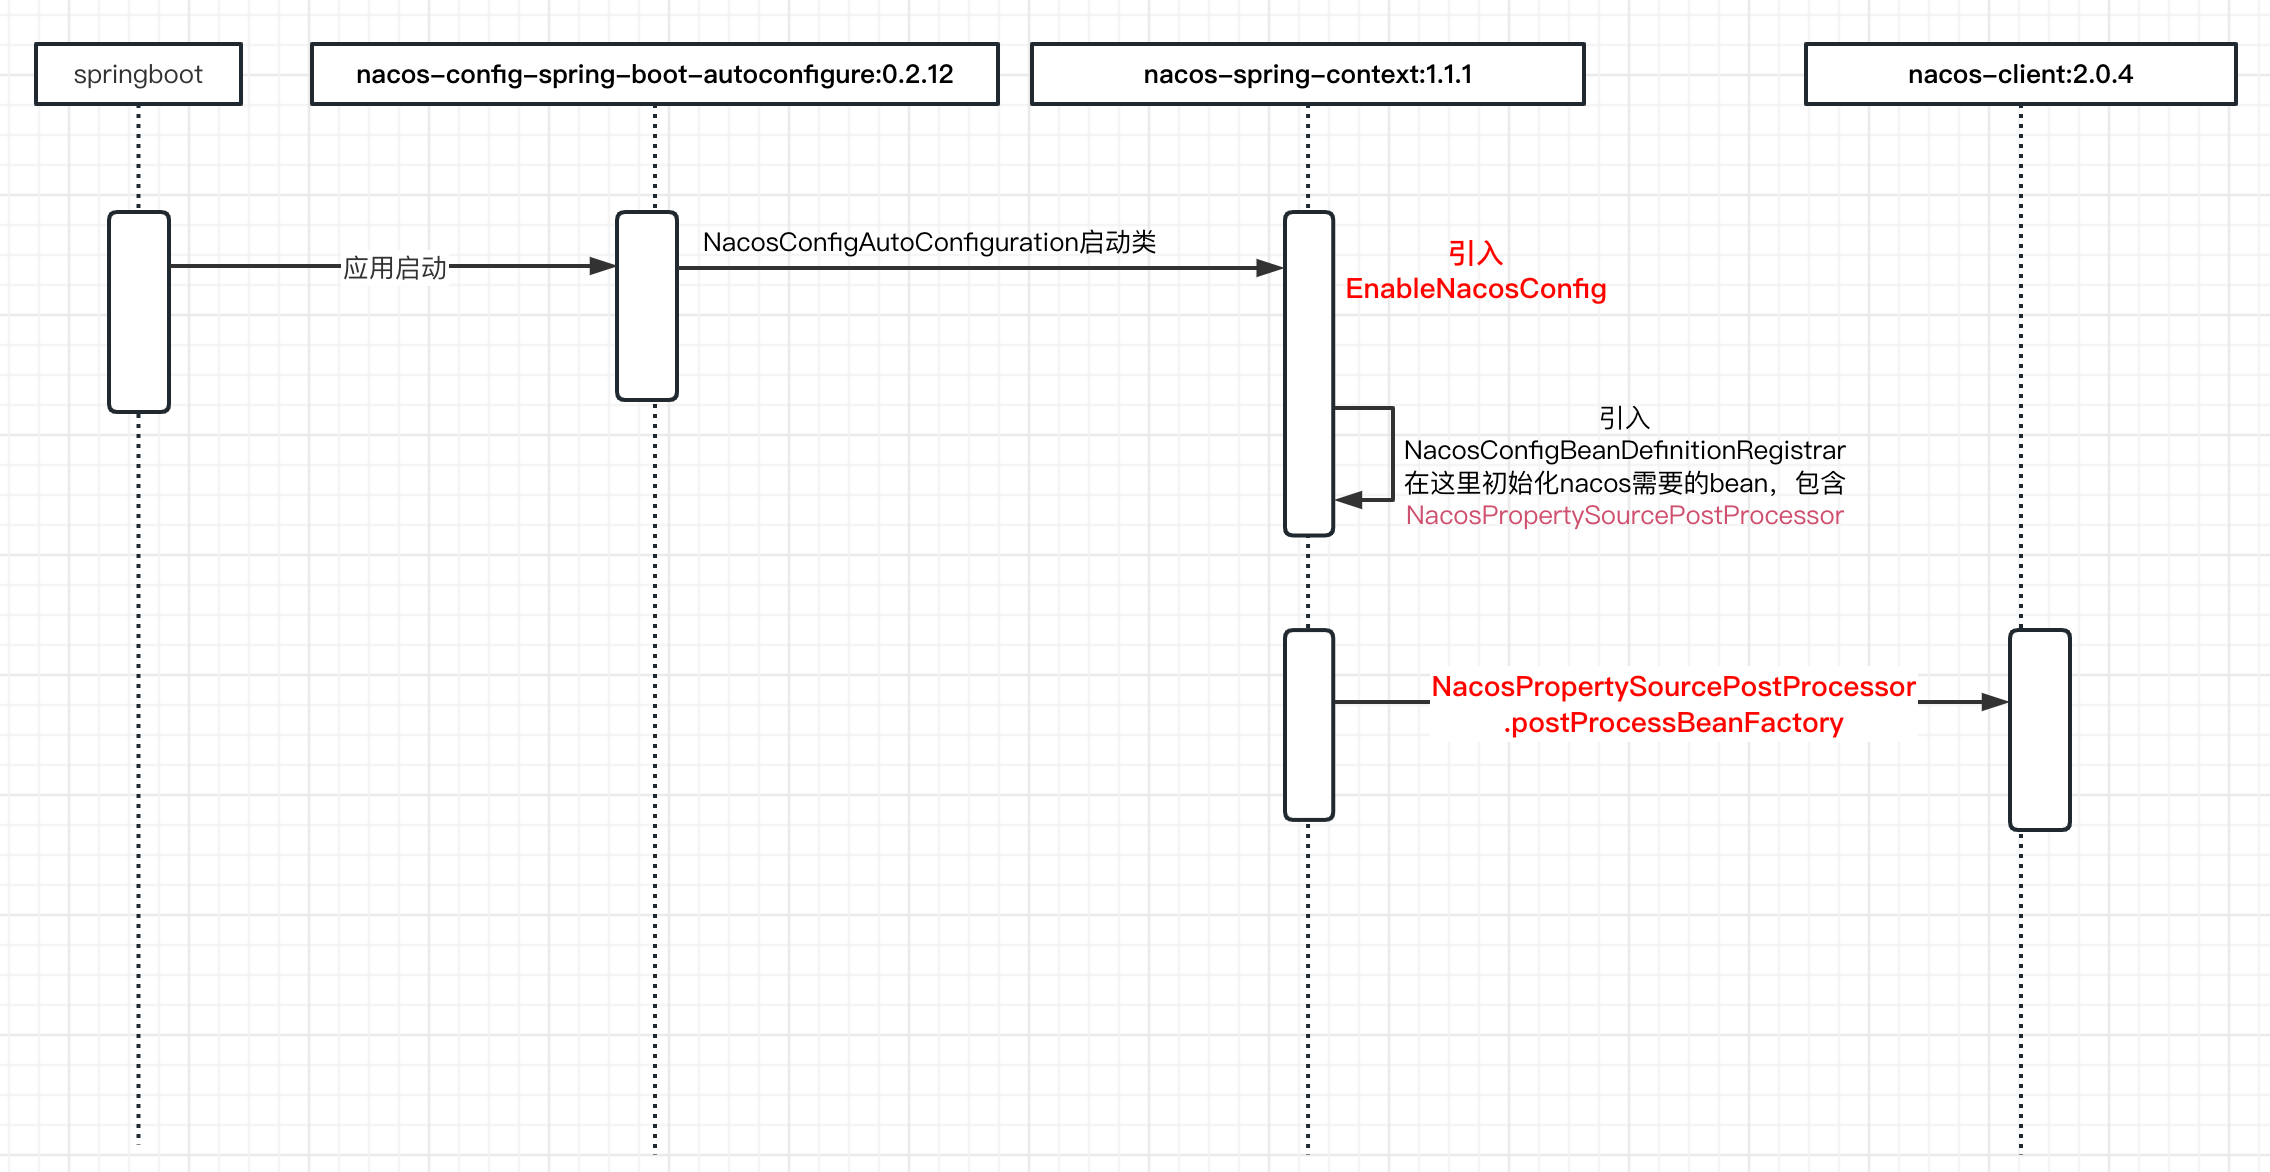 springboot
nacos-config-spring-boot-autoconfigure:0.2.12
nacos-spring-context:1.1.1
nacos-client:2.0.4
应用启动
NacosConfigAutoConfiguration启动类
引入
EnableNacosConfig
引入
NacosConfigBeanDefinitionRegistrar
在这里初始化nacos需要的bean，包含
NacosPropertySourcePostProcessor
NacosPropertySourcePostProcessor
.postProcessBeanFactory